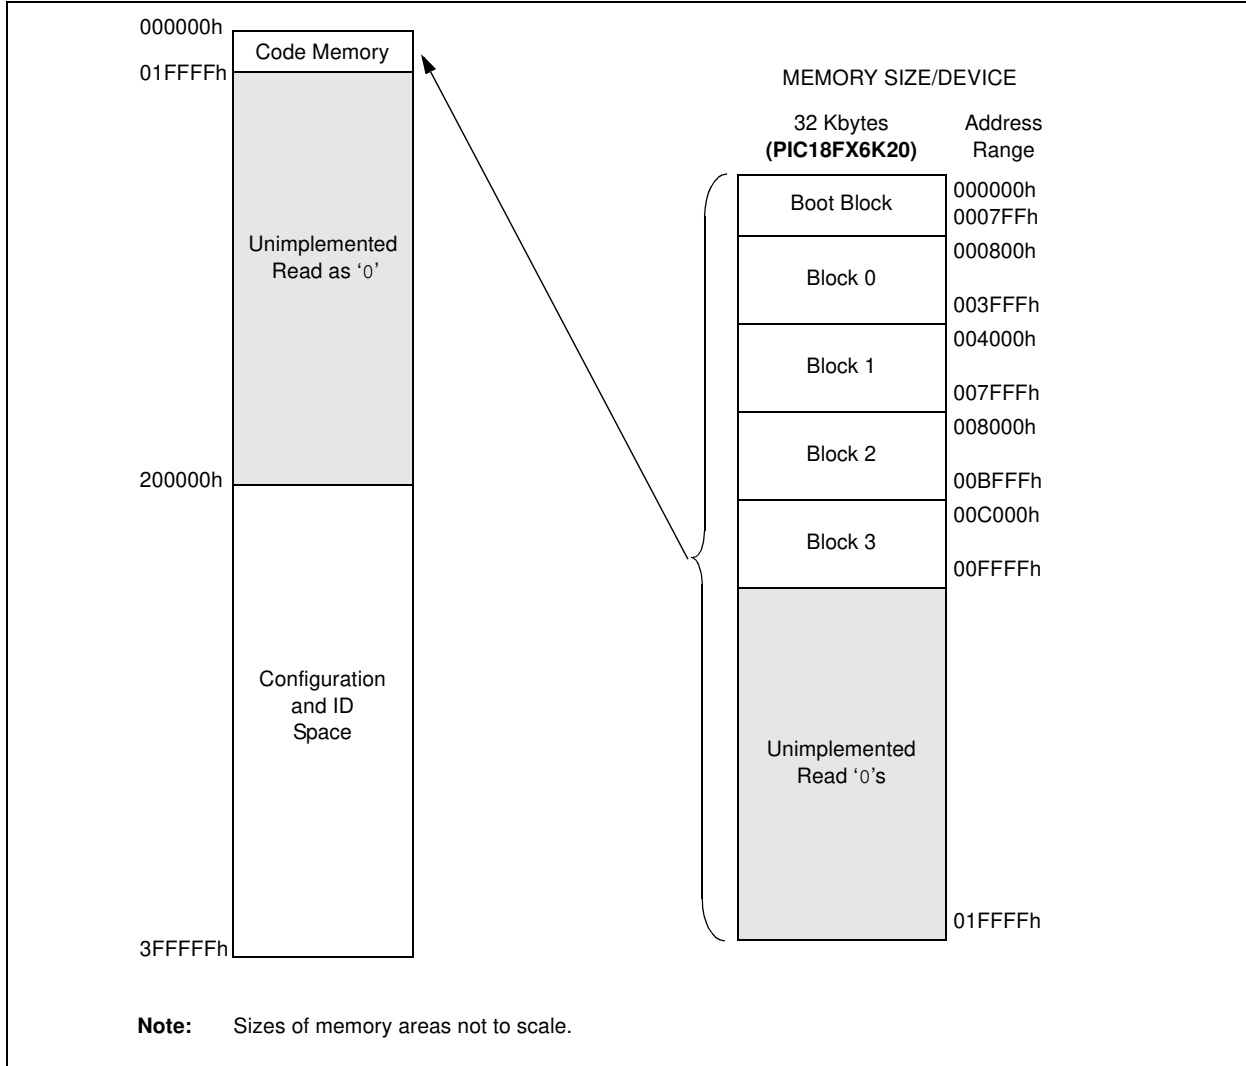 000000h
Code Memory
01FFFFh
Unimplemented
Read as ‘0’
200000h
Configuration
and ID
Space
3FFFFFh
MEMORY SIZE/DEVICE
32 Kbytes
(PIC18FX6K20)
Address
Range
Boot Block
000000h
0007FFh
Block 0
000800h
003FFFh
Block 1
004000h
007FFFh
Block 2
008000h
00BFFFh
Block 3
00C000h
00FFFFh
Unimplemented
Read ‘0’s
01FFFFh
Note: Sizes of memory areas not to scale.